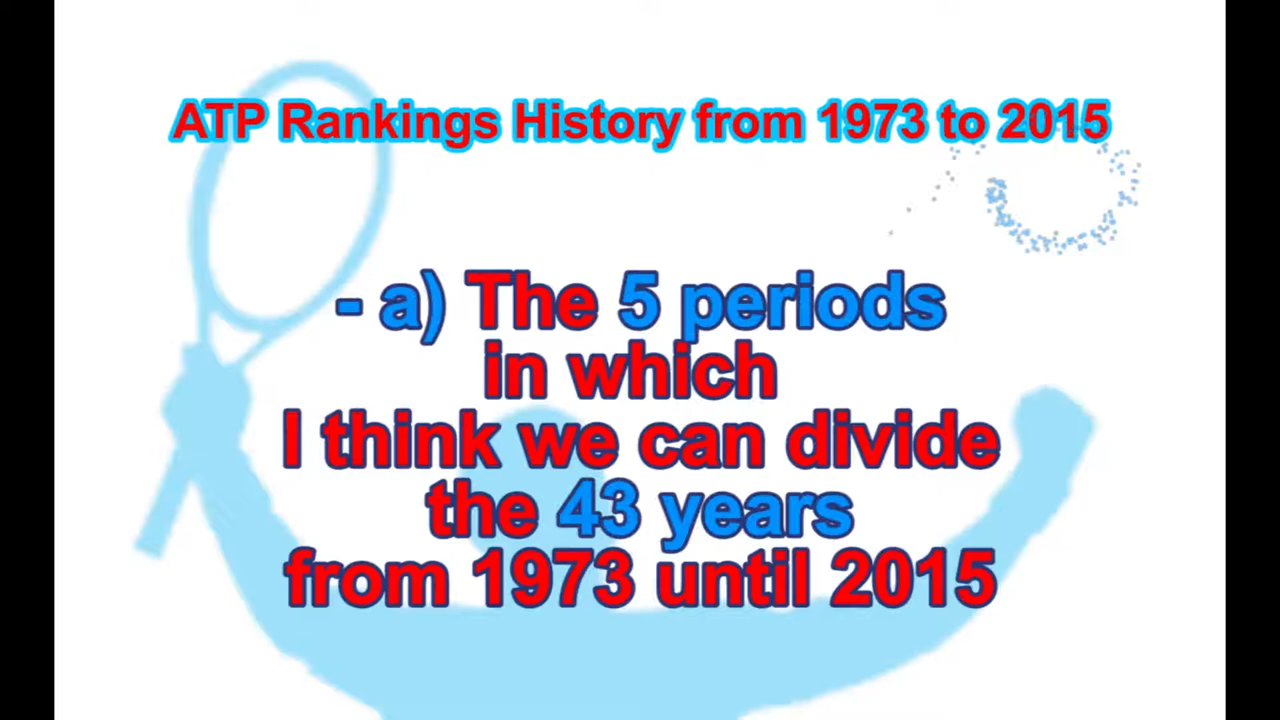 ATP Rankings History from 1973 to 2015
- a) The 5 periods
in which
I think we can divide
the 43 years
from 1973 until 2015